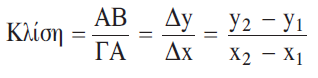 Κλίση = ΑΒ/ΓΑ = Δy/Δx = (y₂ − y₁)/(x₂ − x₁)